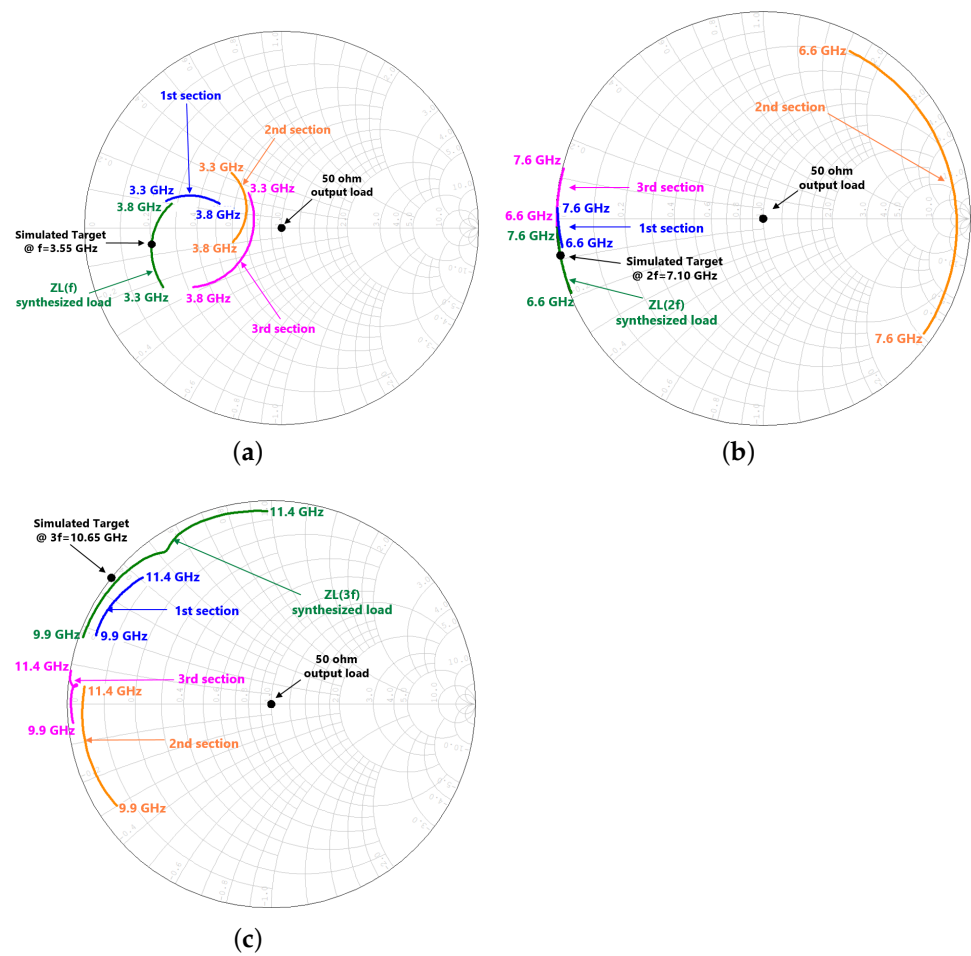 1st section
2nd section
3.3 GHz
50 ohm
output load
3.3 GHz
3.3 GHz
3.8 GHz
3.8 GHz
Simulated Target
@ f=3.55 GHz
3.8 GHz
ZL(f)
synthesized load
3.3 GHz
3.8 GHz
3rd section
(a)
6.6 GHz
2nd section
7.6 GHz
50 ohm
output load
3rd section
7.6 GHz
6.6 GHz
1st section
7.6 GHz
6.6 GHz
Simulated Target
@ 2f=7.10 GHz
6.6 GHz
ZL(2f)
synthesized load
7.6 GHz
(b)
Simulated Target
@ 3f=10.65 GHz
11.4 GHz
11.4 GHz
ZL(3f)
synthesized load
1st section
9.9 GHz
9.9 GHz
11.4 GHz
50 ohm
output load
3rd section
11.4 GHz
9.9 GHz
2nd section
9.9 GHz
(c)